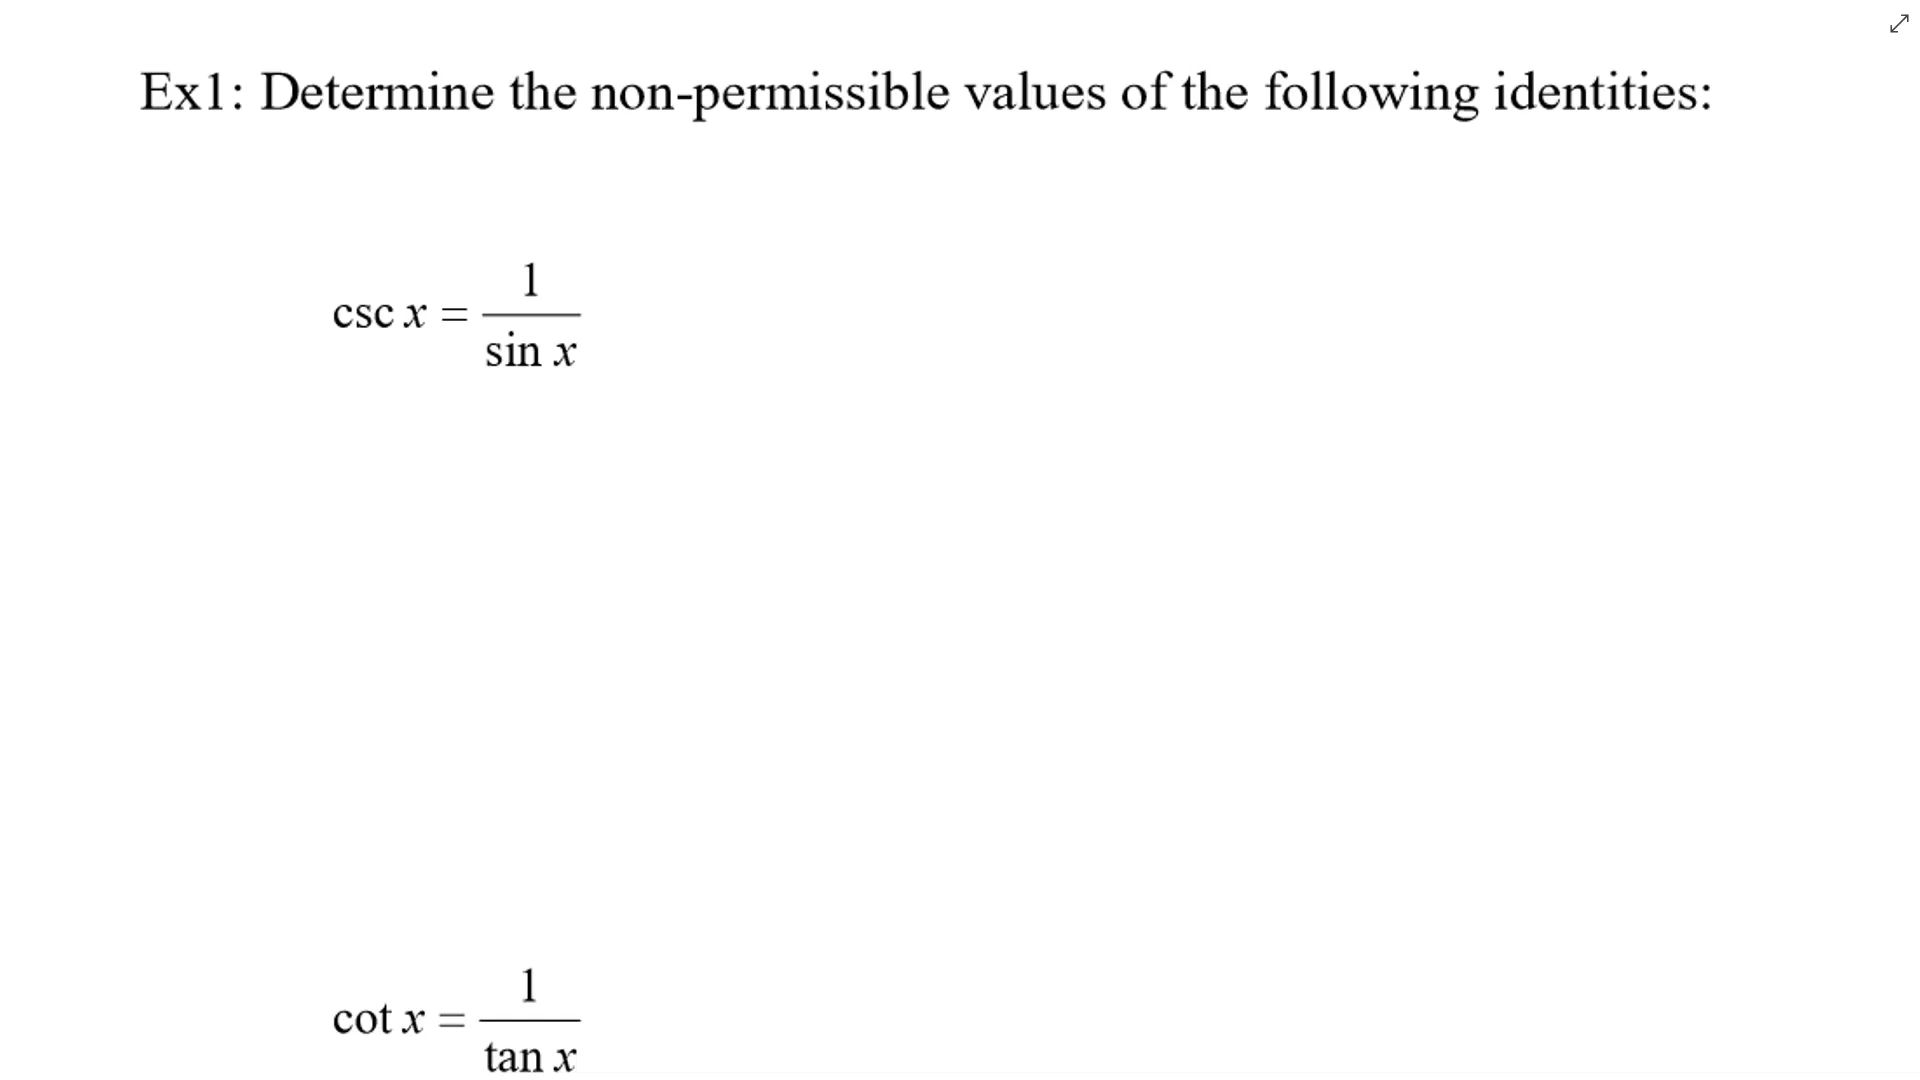 Ex1: Determine the non-permissible values of the following identities:
csc x = 1 / sin x
cot x = 1 / tan x